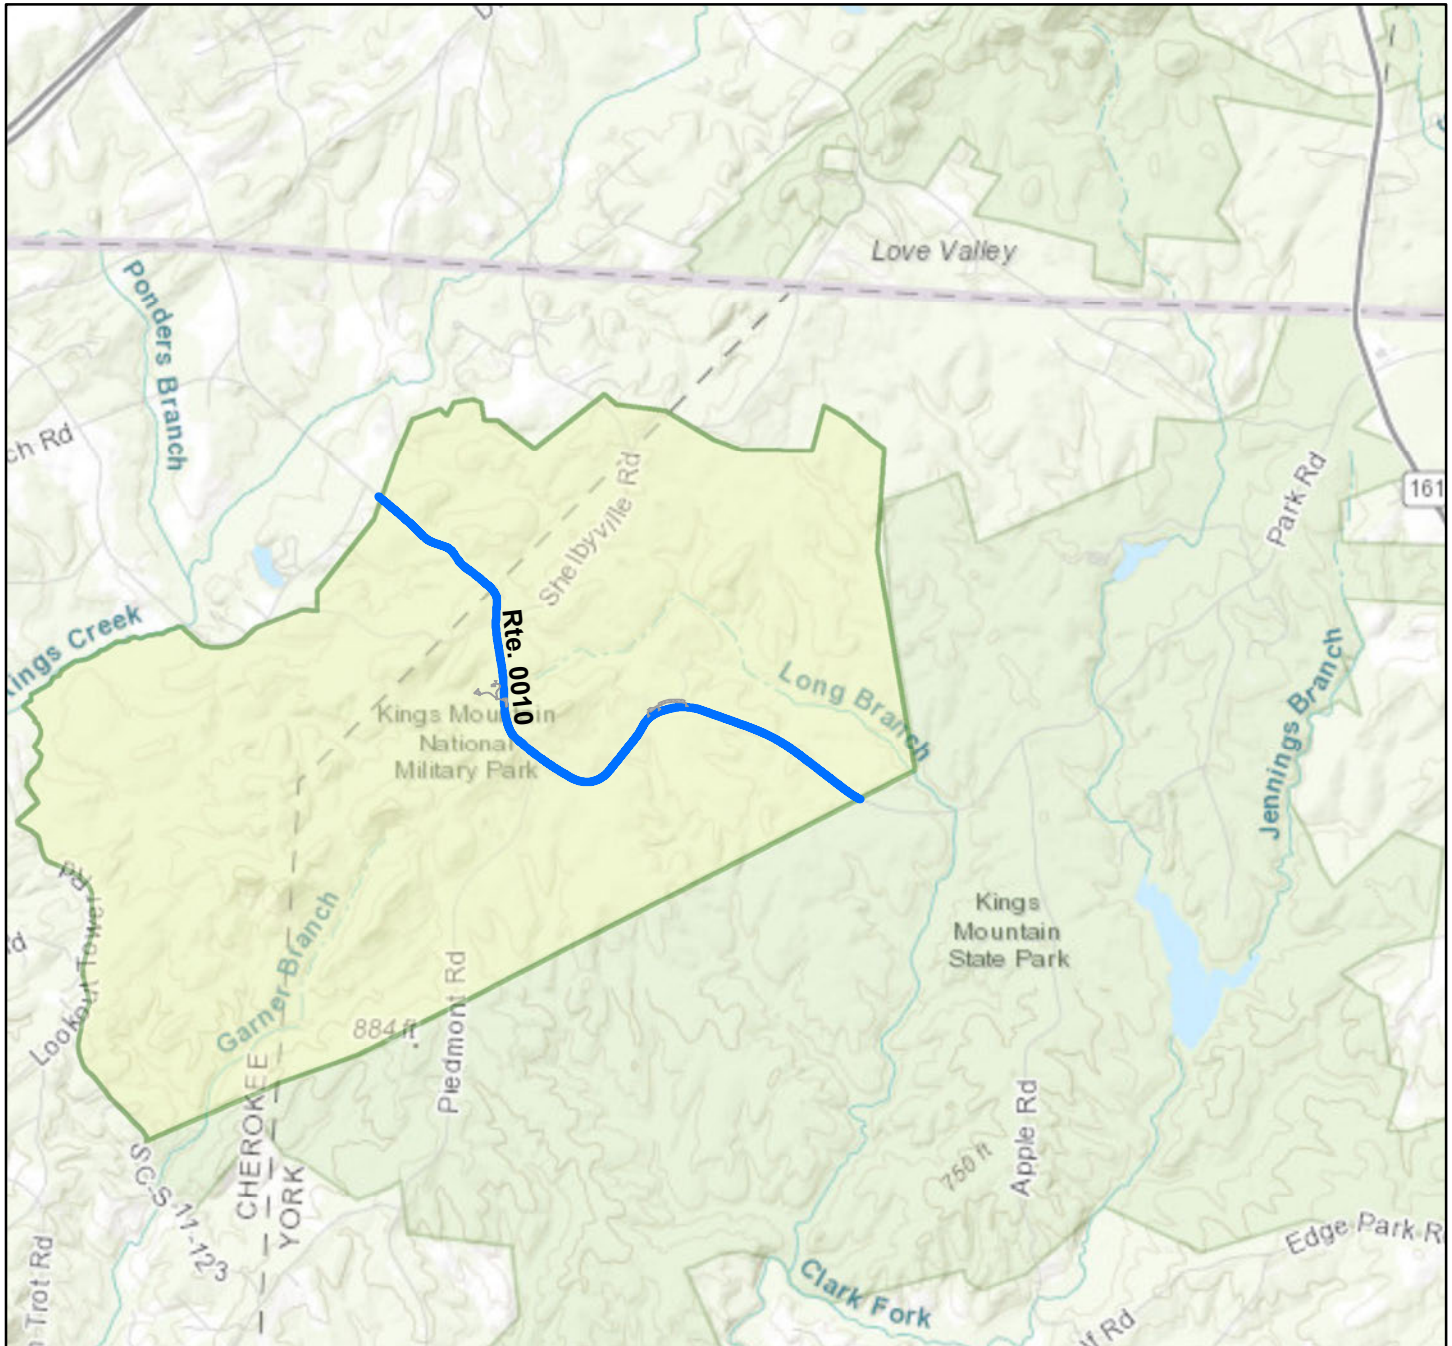 Love Valley
Ponders Branch
ch Rd
Shelbyville Rd
Park Rd
161
Kings Creek
Rte. 0010
Long Branch
Jennings Branch
Kings Mountain
National
Military Park
Rd
Lookout Tower
Garner Branch
884 ft
Piedmont Rd
Kings
Mountain
State Park
CHEROKEE
YORK
S C-S-11-123
750 ft
Apple Rd
Edge Park R
Trot Rd
Clark Fork
Rd